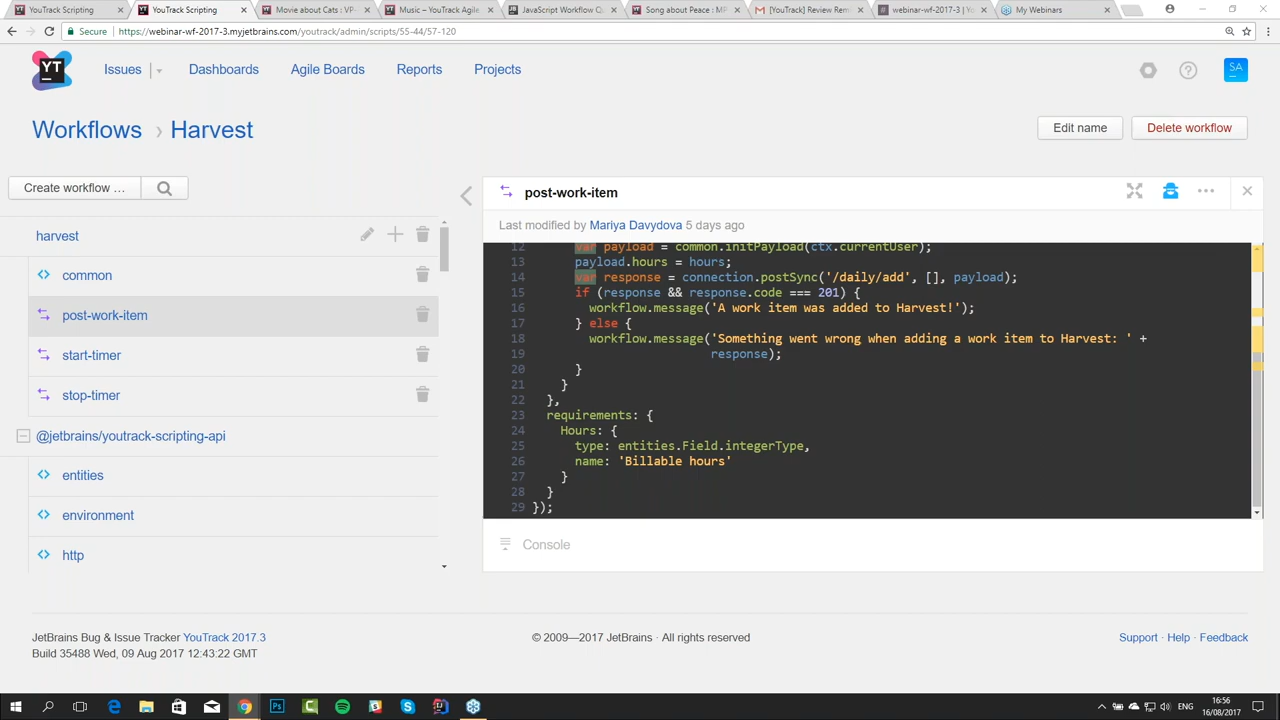 YouTrack Scripting
YouTrack Scripting
Movie about Cats : VP-
Music – YouTrack Agile
JavaScript Workflow Q
Song about Peace : MP
[YouTrack] Review Rem
webinar-wf-2017-3 | Yo
My Webinars
Secure
https://webinar-wf-2017-3.myjetbrains.com/youtrack/admin/scripts/55-44/57-120
YT
Issues
Dashboards
Agile Boards
Reports
Projects
SA
Workflows › Harvest
Edit name
Delete workflow
Create workflow …
harvest
common
post-work-item
start-timer
stop-timer
@jetbrains/youtrack-scripting-api
entities
environment
http
post-work-item
Last modified by Mariya Davydova 5 days ago
12 var payload = common.initPayload(ctx.currentUser);
13 payload.hours = hours;
14 var response = connection.postSync('/daily/add', [], payload);
15 if (response && response.code === 201) {
16 workflow.message('A work item was added to Harvest!');
17 } else {
18 workflow.message('Something went wrong when adding a work item to Harvest: ' +
19 response);
20 }
21 }
22 },
23 requirements: {
24 Hours: {
25 type: entities.Field.integerType,
26 name: 'Billable hours'
27 }
28 }
29 });
Console
JetBrains Bug & Issue Tracker YouTrack 2017.3
Build 35488 Wed, 09 Aug 2017 12:43:22 GMT
© 2009—2017 JetBrains · All rights reserved
Support · Help · Feedback
ENG
16:56
16/08/2017